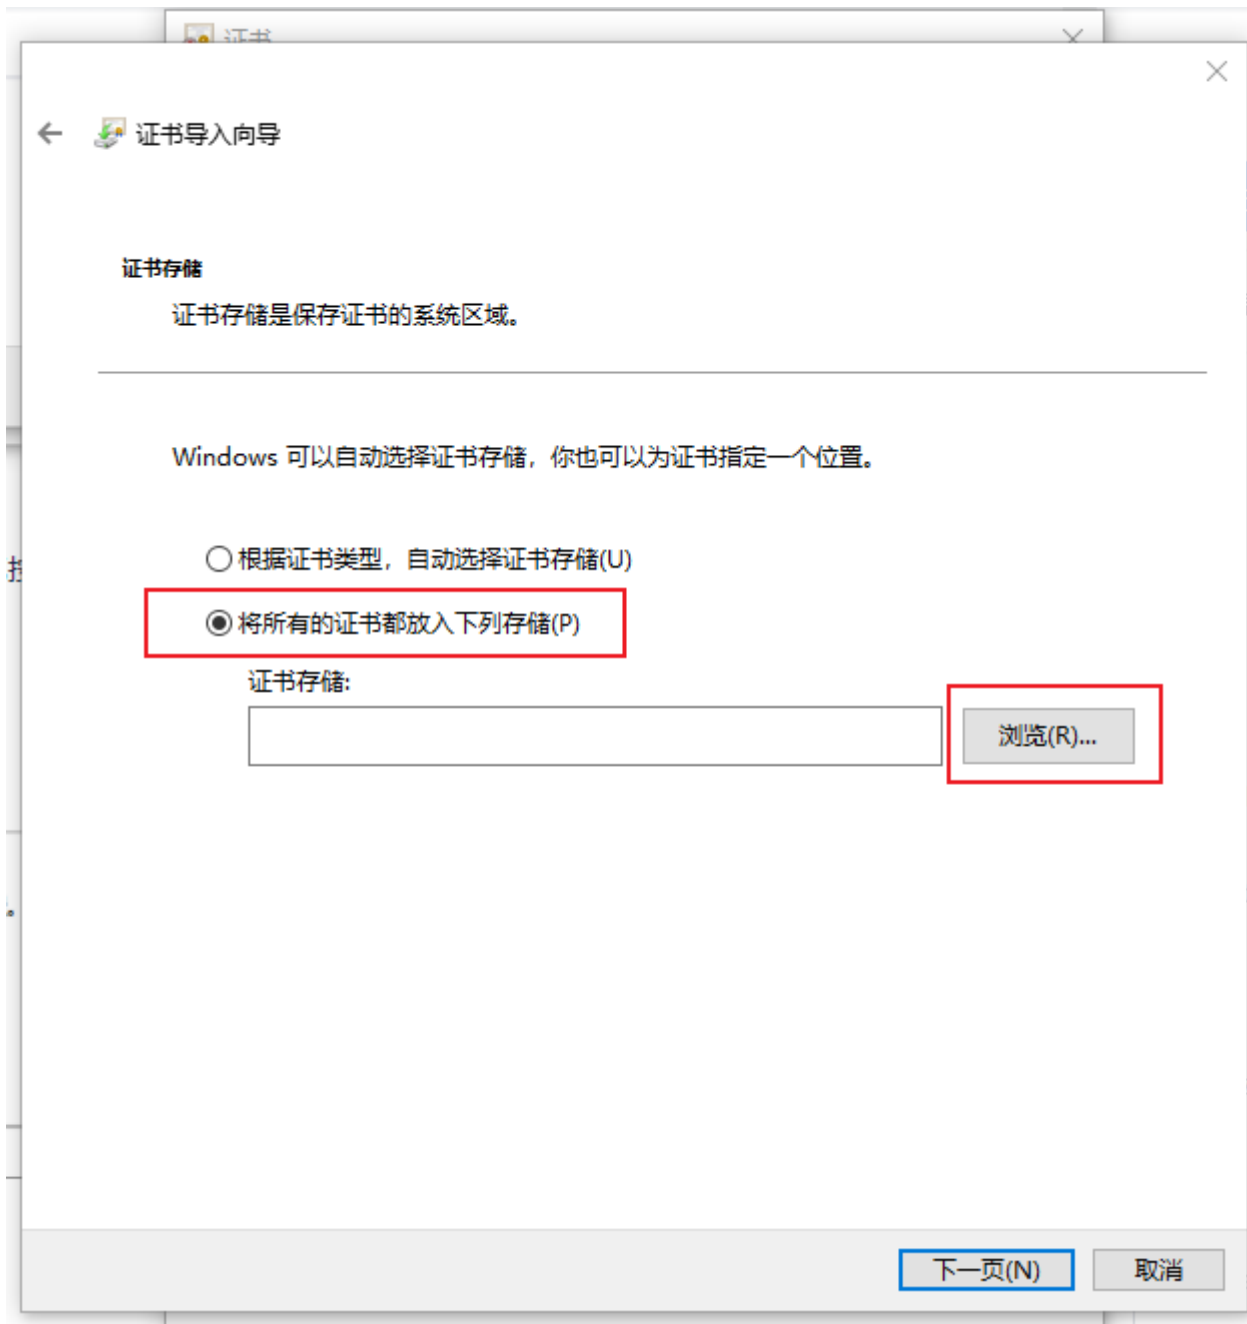 证书
证书导入向导
证书存储
证书存储是保存证书的系统区域。
Windows 可以自动选择证书存储，你也可以为证书指定一个位置。
根据证书类型，自动选择证书存储(U)
将所有的证书都放入下列存储(P)
证书存储:
浏览(R)...
下一页(N)
取消